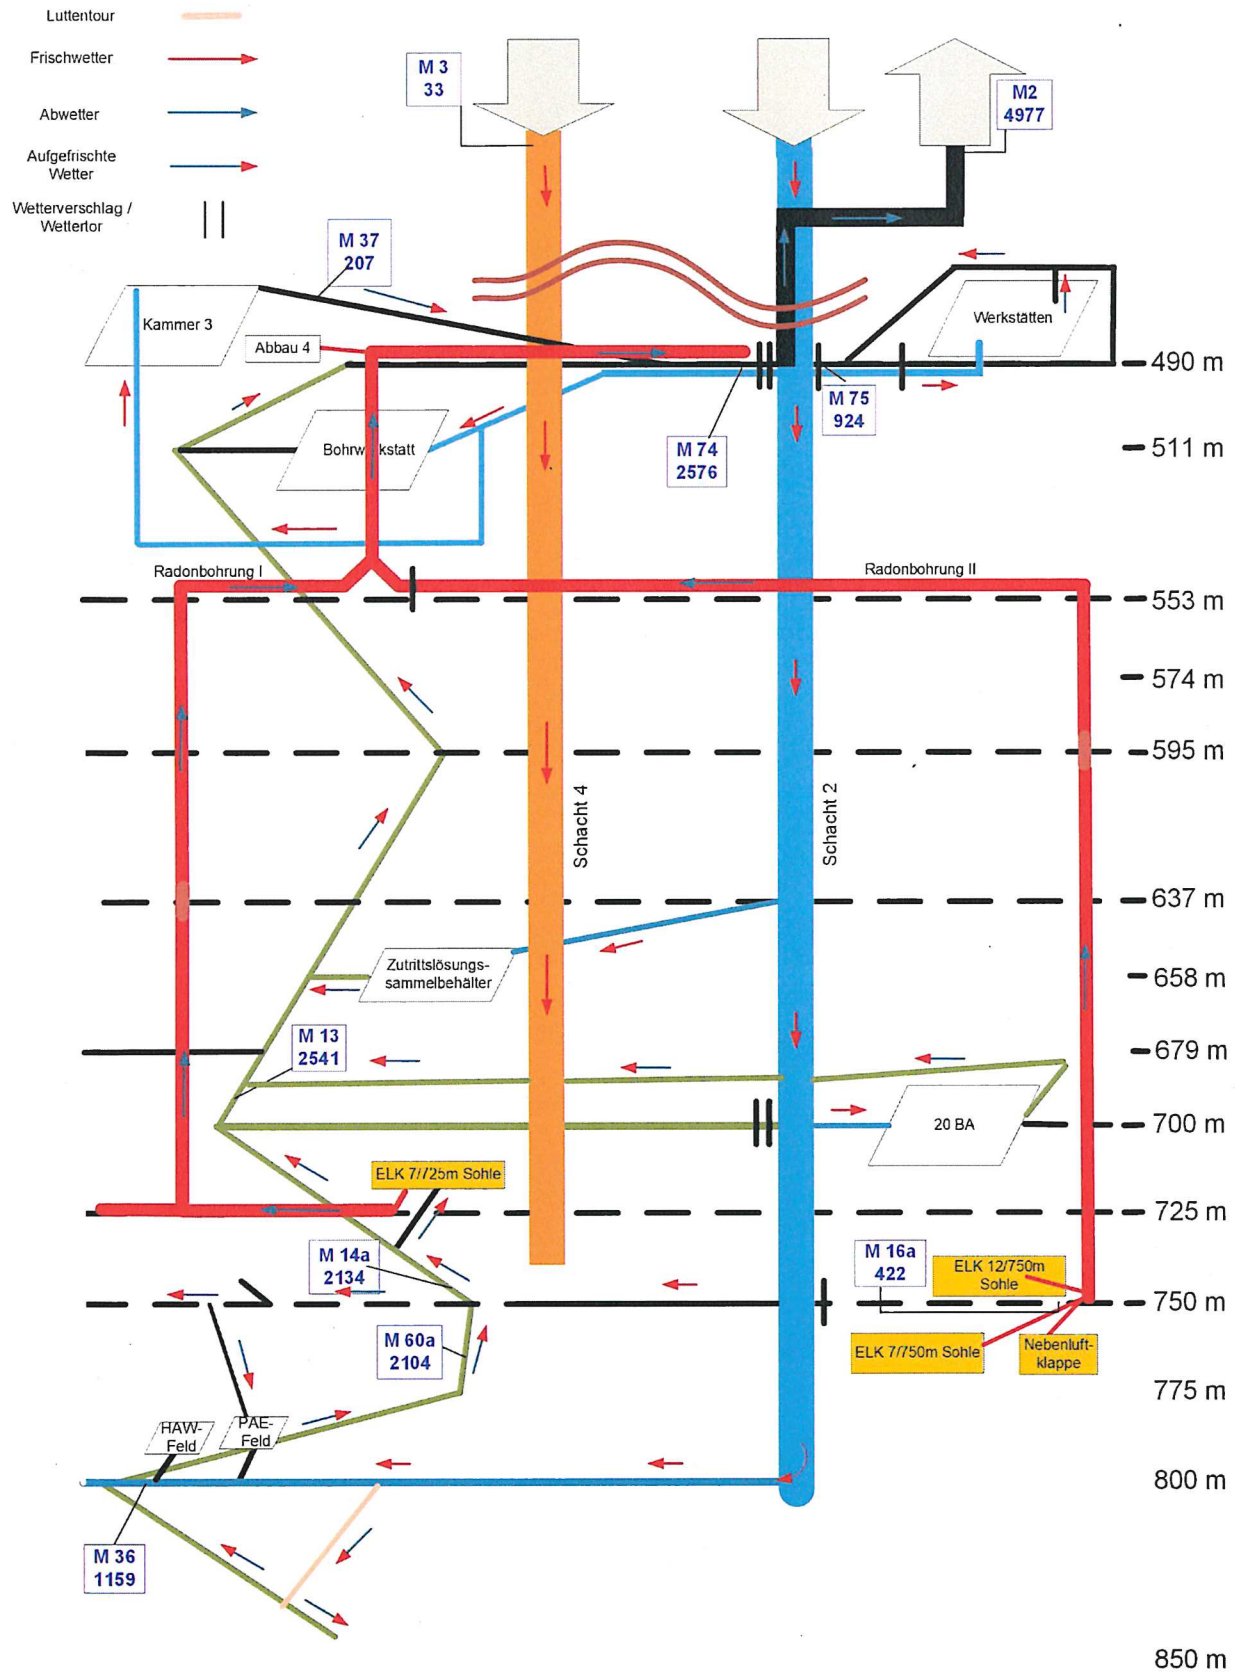 Luttentour
Frischwetter
Abwetter
Aufgefrischte
Wetter
Wetterverschlag /
Wettertor
M 3
33
M2
4977
M 37
207
Kammer 3
Abbau 4
Werkstätten
490 m
M 75
924
M 74
2576
511 m
Bohrwerkstatt
Radonbohrung I
Radonbohrung II
553 m
574 m
595 m
Schacht 4
Schacht 2
637 m
Zutrittslösungs-
sammelbehälter
658 m
M 13
2541
679 m
20 BA
700 m
ELK 7/725m Sohle
725 m
M 14a
2134
M 16a
422
ELK 12/750m
Sohle
750 m
M 60a
2104
ELK 7/750m Sohle
Nebenluft-
klappe
775 m
HAW-
Feld
PAE-
Feld
800 m
M 36
1159
850 m